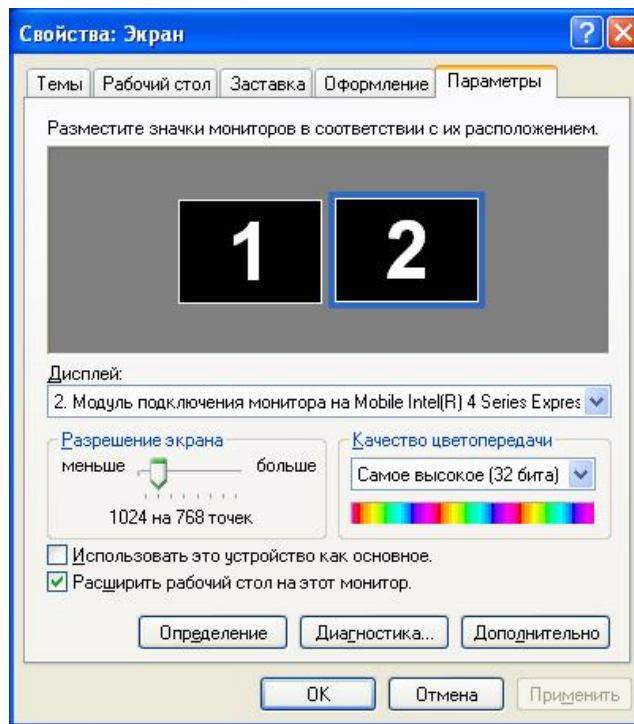 Свойства: Экран
Темы Рабочий стол Заставка Оформление Параметры
Разместите значки мониторов в соответствии с их расположением.
1 2
Дисплей:
2. Модуль подключения монитора на Mobile Intel(R) 4 Series Expres
Разрешение экрана
меньше больше
1024 на 768 точек
Качество цветопередачи
Самое высокое (32 бита)
Использовать это устройство как основное.
Расширить рабочий стол на этот монитор.
Определение Диагностика... Дополнительно
ОК Отмена Применить